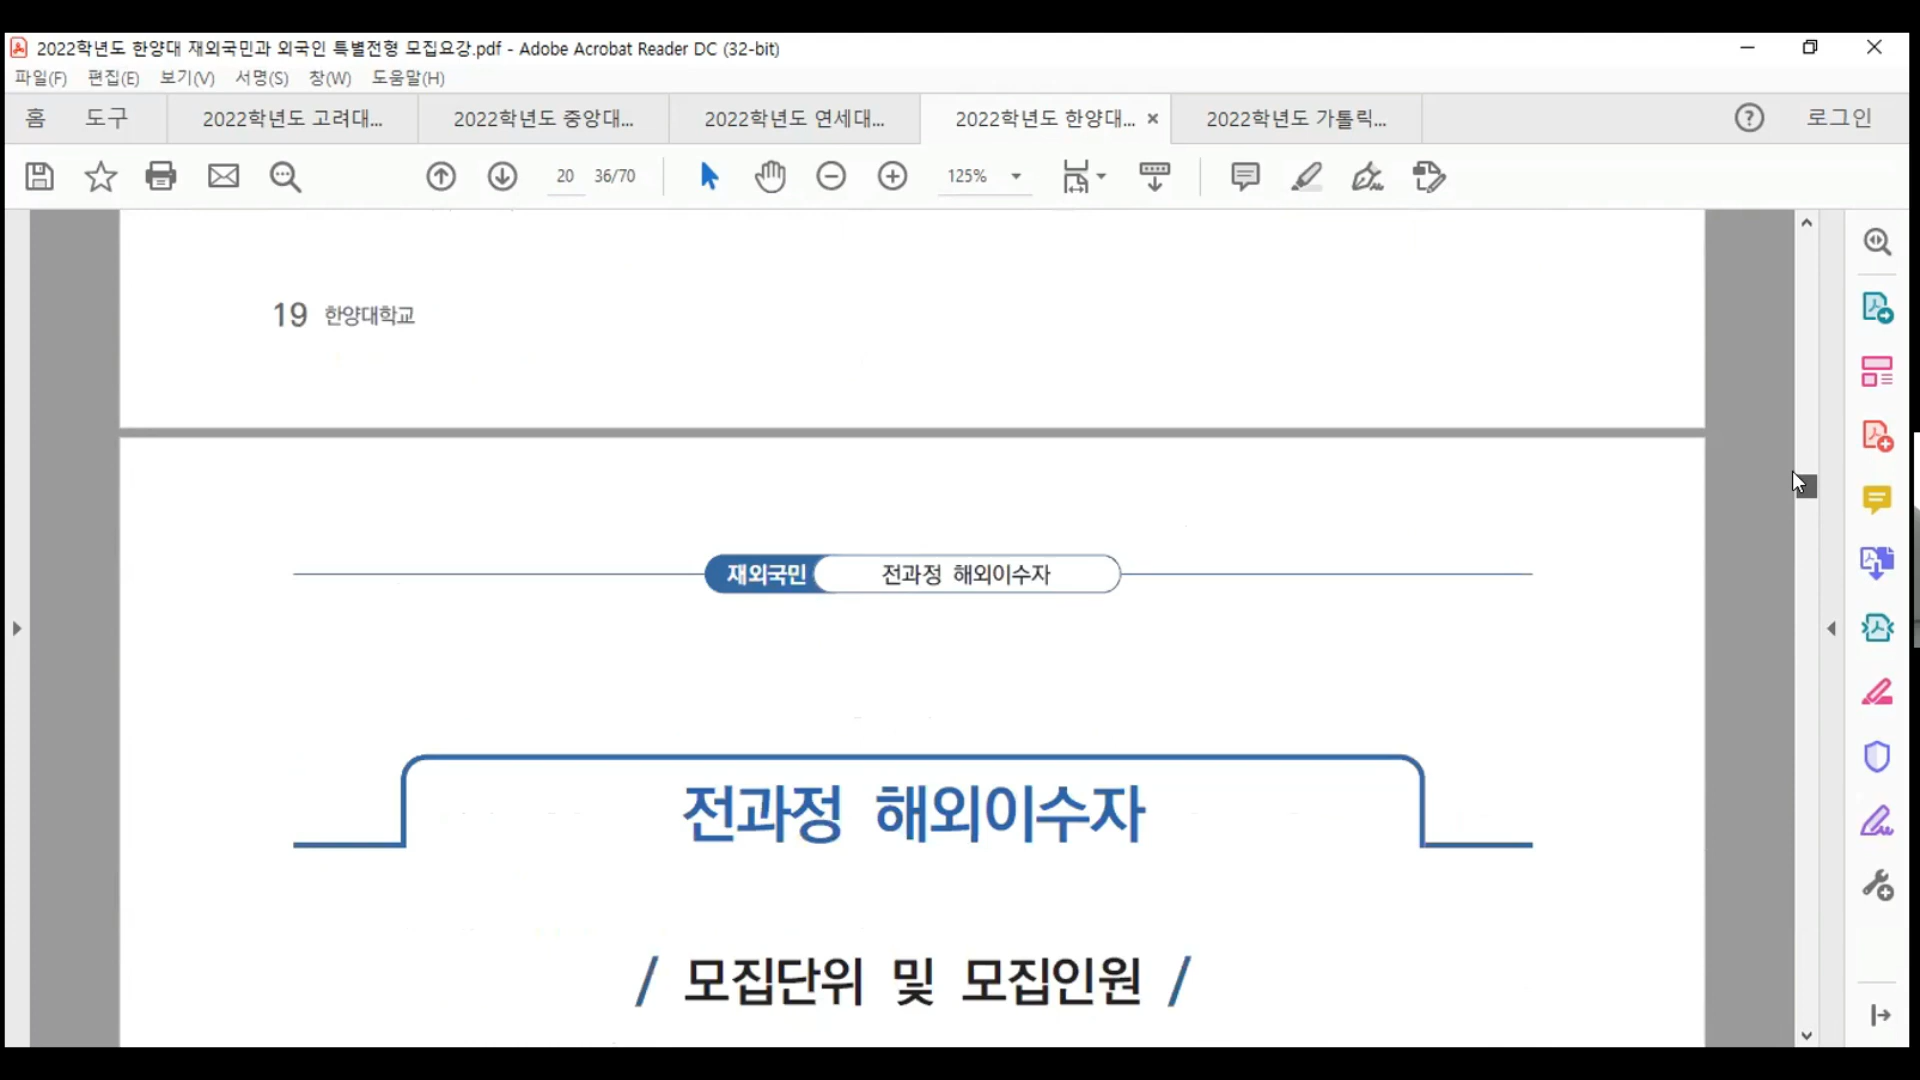 2022학년도 한양대 재외국민과 외국인 특별전형 모집요강.pdf - Adobe Acrobat Reader DC (32-bit)
파일(F) 편집(E) 보기(V) 서명(S) 창(W) 도움말(H)
홈 도구 2022학년도 고려대... 2022학년도 중앙대... 2022학년도 연세대... 2022학년도 한양대... 2022학년도 가톨릭... 로그인
20 36/70 125%
19 한양대학교
재외국민 전과정 해외이수자
전과정 해외이수자
/ 모집단위 및 모집인원 /